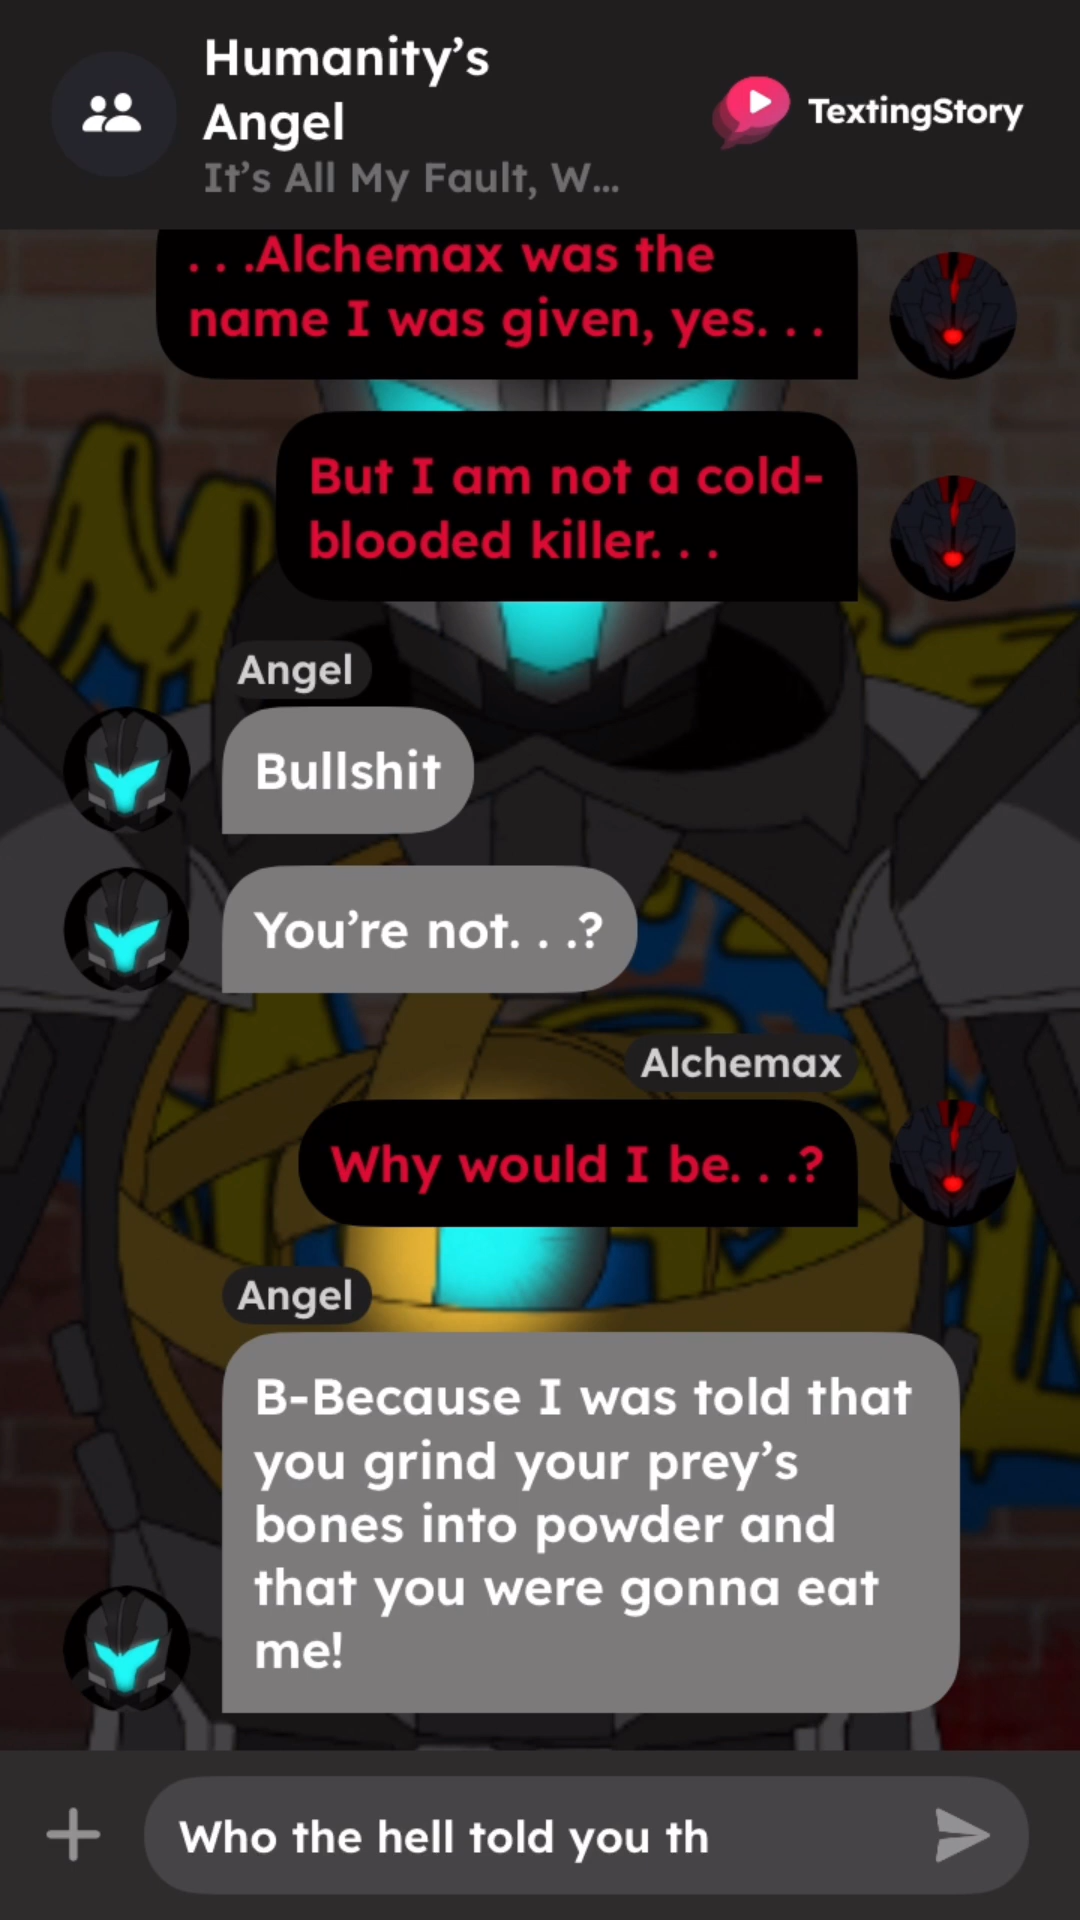 Humanity’s
Angel
It’s All My Fault, W...
TextingStory
. . .Alchemax was the
name I was given, yes. . .
But I am not a cold-
blooded killer. . .
Angel
Bullshit
You’re not. . .?
Alchemax
Why would I be. . .?
Angel
B-Because I was told that
you grind your prey’s
bones into powder and
that you were gonna eat
me!
Who the hell told you th